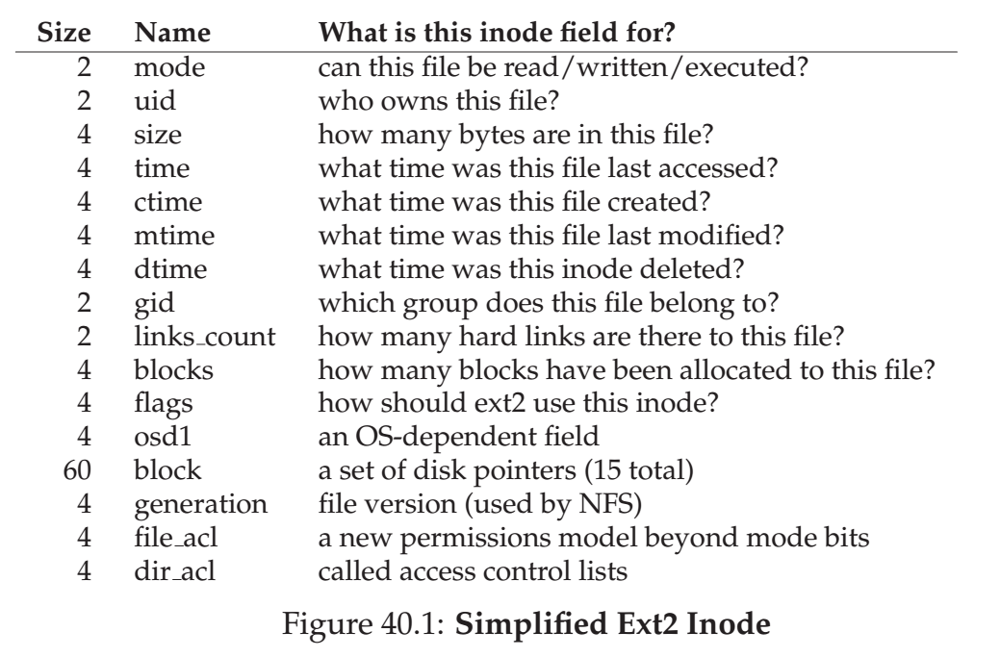 Size Name What is this inode field for?
2 mode can this file be read/written/executed?
2 uid who owns this file?
4 size how many bytes are in this file?
4 time what time was this file last accessed?
4 ctime what time was this file created?
4 mtime what time was this file last modified?
4 dtime what time was this inode deleted?
2 gid which group does this file belong to?
2 links_count how many hard links are there to this file?
4 blocks how many blocks have been allocated to this file?
4 flags how should ext2 use this inode?
4 osd1 an OS-dependent field
60 block a set of disk pointers (15 total)
4 generation file version (used by NFS)
4 file_acl a new permissions model beyond mode bits
4 dir_acl called access control lists
Figure 40.1: Simplified Ext2 Inode